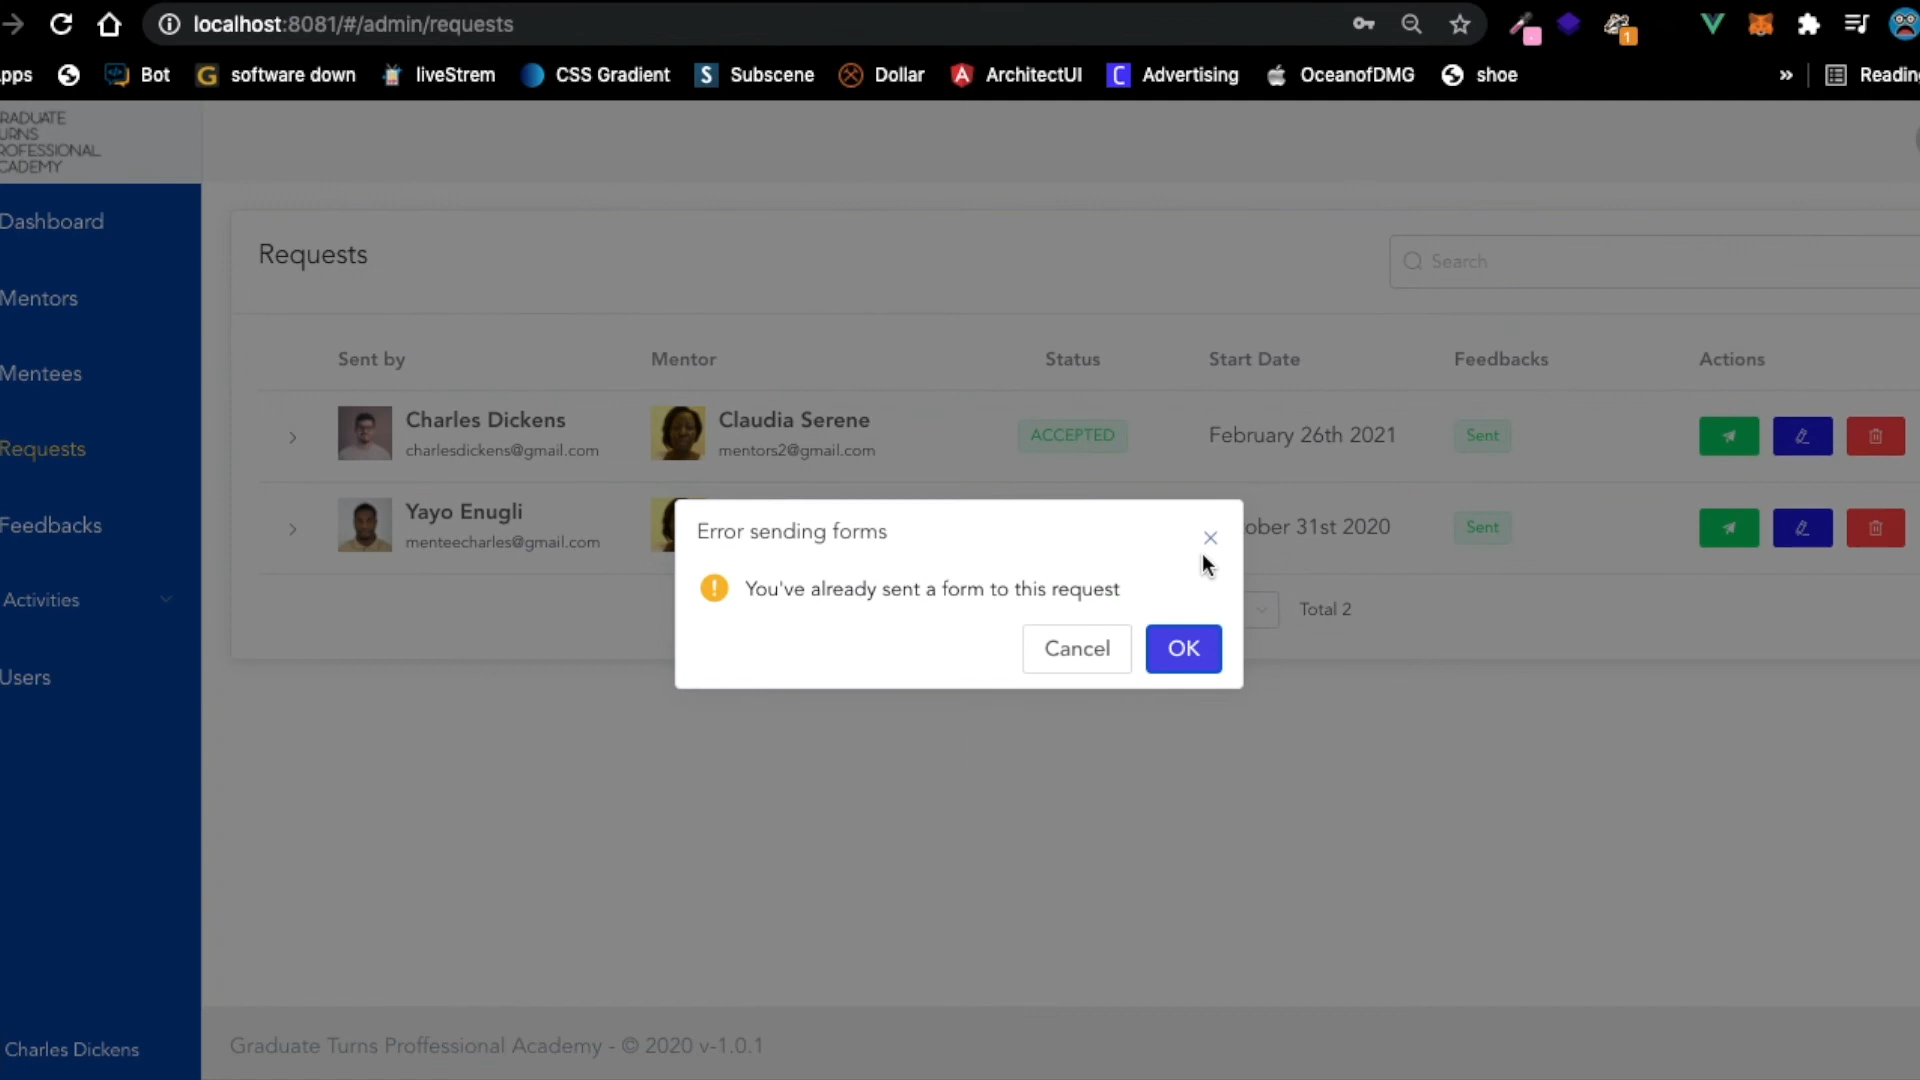 localhost:8081/#/admin/requests
1
pps
Bot
software down
liveStrem
CSS Gradient
Subscene
Dollar
ArchitectUI
Advertising
OceanofDMG
shoe
»
Reading
RADUATE
URNS
ROFESSIONAL
CADEMY
Dashboard
Mentors
Mentees
Requests
Feedbacks
Activities
Users
Charles Dickens
Requests
Search
Sent by Mentor Status Start Date Feedbacks Actions
Charles Dickens Claudia Serene ACCEPTED February 26th 2021 Sent
charlesdickens@gmail.com mentors2@gmail.com
Yayo Enugli ober 31st 2020 Sent
menteecharles@gmail.com
Error sending forms
You've already sent a form to this request
Cancel OK
Total 2
Graduate Turns Proffessional Academy - © 2020 v-1.0.1